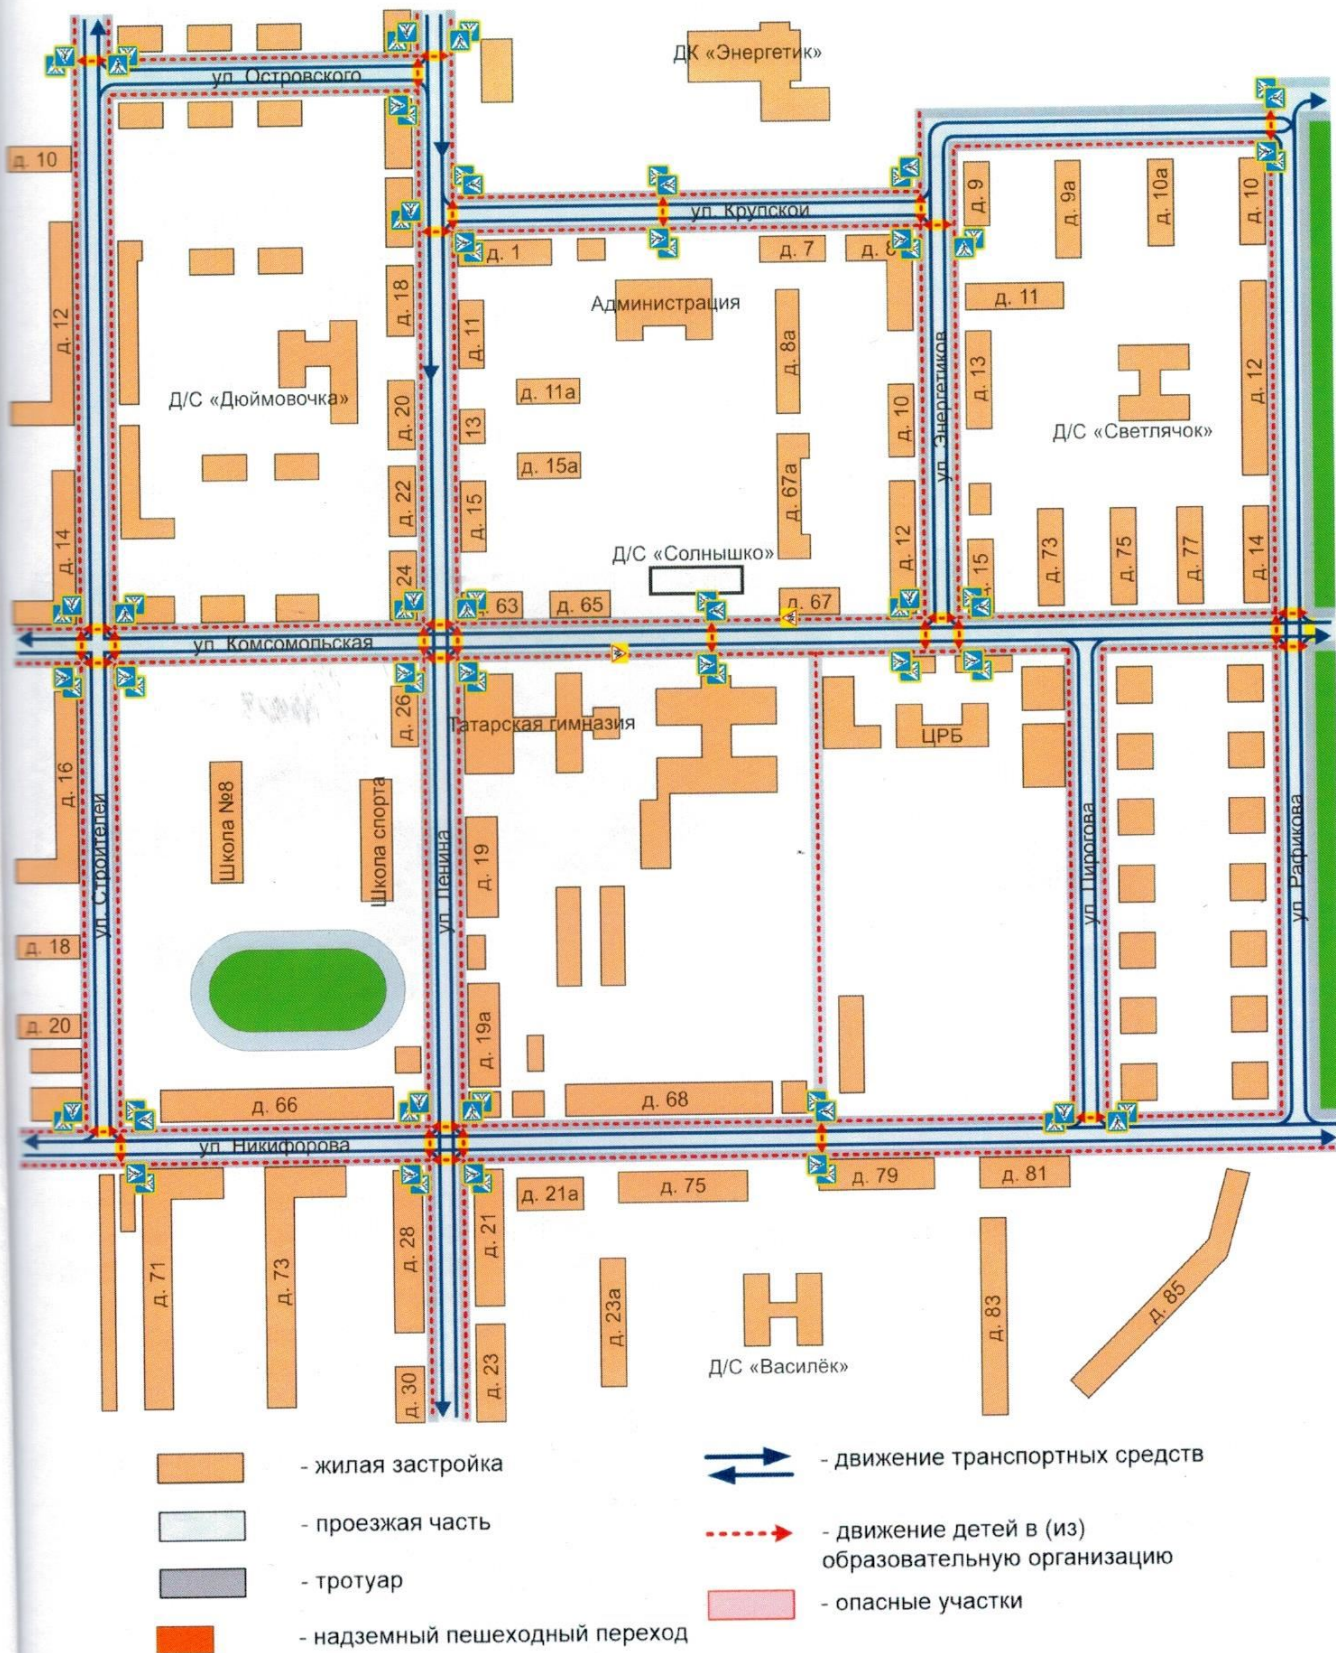 ДК «Энергетик»
ул. Островского
д. 10
ул. Крупской
д. 9
д. 9а
д. 10а
д. 10
д. 1
д. 7
д. 8
д. 12
д. 18
Администрация
д. 11
д. 11
д. 8а
ул. Энергетиков
д. 13
д. 12
Д/С «Дюймовочка»
д. 20
д. 11а
13
д. 10
Д/С «Светлячок»
д. 22
д. 15
д. 15а
д. 67а
д. 14
24
Д/С «Солнышко»
д. 12
д. 15
д. 73
д. 75
д. 77
д. 14
д. 63
д. 65
д. 67
ул. Комсомольская
д. 26
Татарская гимназия
ЦРБ
д. 16
ул. Строителей
Школа №8
Школа спорта
ул. Ленина
д. 19
ул. Пирогова
ул. Рафикова
д. 18
д. 20
д. 19а
д. 66
д. 68
ул. Никифорова
д. 21а
д. 75
д. 79
д. 81
д. 71
д. 73
д. 28
д. 21
д. 23а
д. 83
д. 85
Д/С «Василёк»
д. 30
д. 23
- жилая застройка
- проезжая часть
- тротуар
- надземный пешеходный переход
- движение транспортных средств
- движение детей в (из)
образовательную организацию
- опасные участки